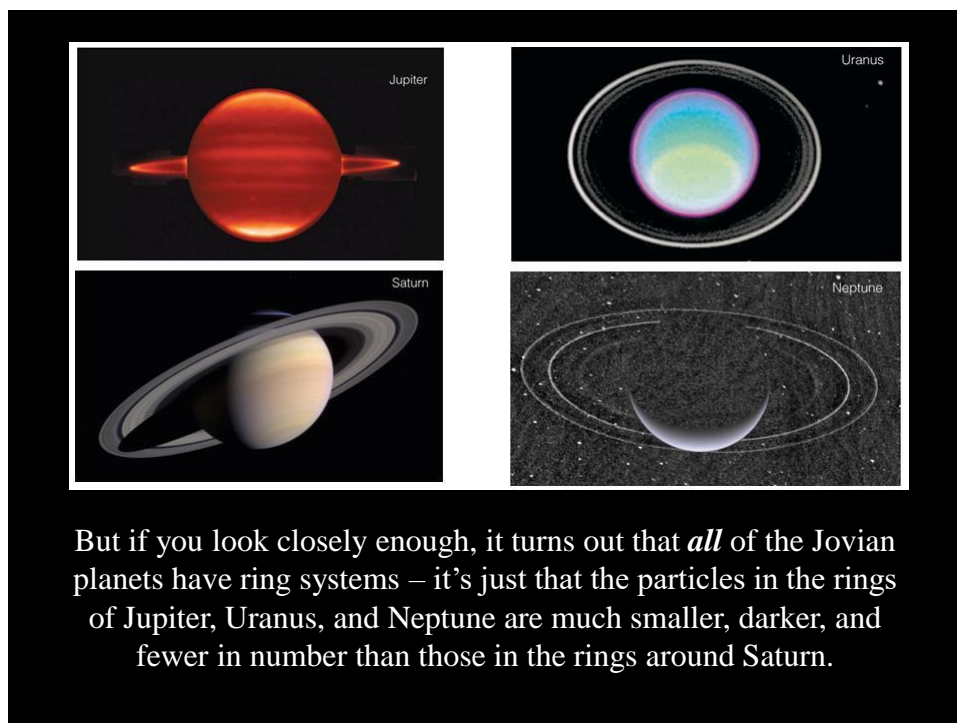 Jupiter
Uranus
Saturn
Neptune
But if you look closely enough, it turns out that all of the Jovian
planets have ring systems – it’s just that the particles in the rings
of Jupiter, Uranus, and Neptune are much smaller, darker, and
fewer in number than those in the rings around Saturn.